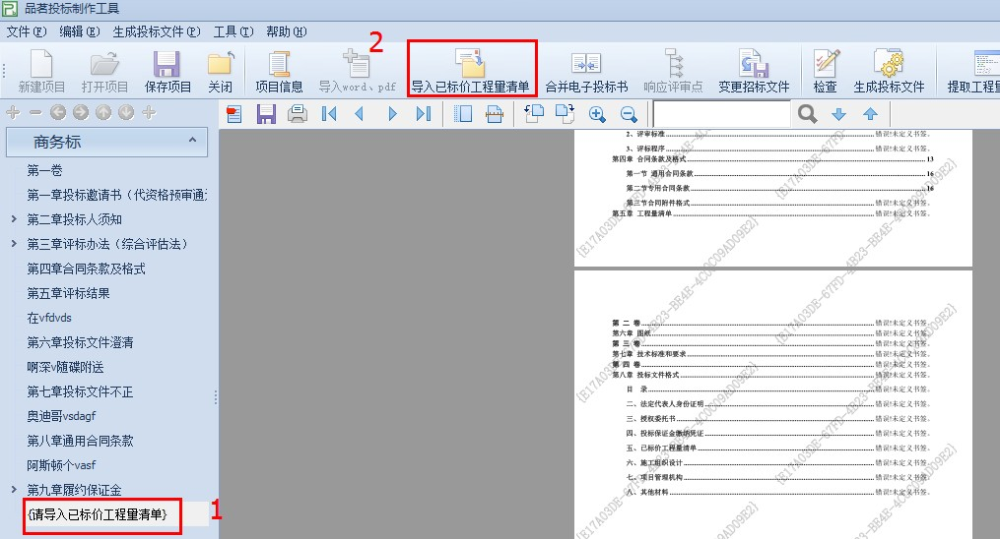 品茗投标制作工具
文件(F) 编辑(E) 生成投标文件(P) 工具(T) 帮助(H)
2
新建项目 打开项目 保存项目 关闭 项目信息 导入word、pdf 导入已标价工程量清单 合并电子投标书 响应评审点 变更招标文件 检查 生成投标文件 提取工程量
商务标
第一卷
第一章投标邀请书（代资格预审通
第二章投标人须知
第三章评标办法（综合评估法）
第四章合同条款及格式
第五章评标结果
在vfdvds
第六章投标文件澄清
啊深v随碟附送
第七章投标文件不正
奥迪哥vsdagf
第八章通用合同条款
阿斯顿个vasf
第九章履约保证金
{请导入已标价工程量清单}
1
2、评审标准 错误!未定义书签。
3、评标程序 错误!未定义书签。
第四章 合同条款及格式 13
第一节 通用合同条款 16
第二节专用合同条款 16
第三节合同附件格式 错误!未定义书签。
第五章 工程量清单 错误!未定义书签。
第 二 卷 错误!未定义书签。
第六章 图纸 错误!未定义书签。
第 三 卷 错误!未定义书签。
第七章 技术标准和要求 错误!未定义书签。
第 四 卷 错误!未定义书签。
第八章 投标文件格式 错误!未定义书签。
目 录 错误!未定义书签。
二、法定代表人身份证明 错误!未定义书签。
三、授权委托书 错误!未定义书签。
四、投标保证金缴纳凭证 错误!未定义书签。
五、已标价工程量清单 错误!未定义书签。
六、施工组织设计 错误!未定义书签。
七、项目管理机构 错误!未定义书签。
八、其他材料 错误!未定义书签。
{E17A03DE-67FD-4B23-BE4E-4C0C09AD09E2}
{E17A03DE-67FD-4B23-BE4E-4C0C09AD09E2}